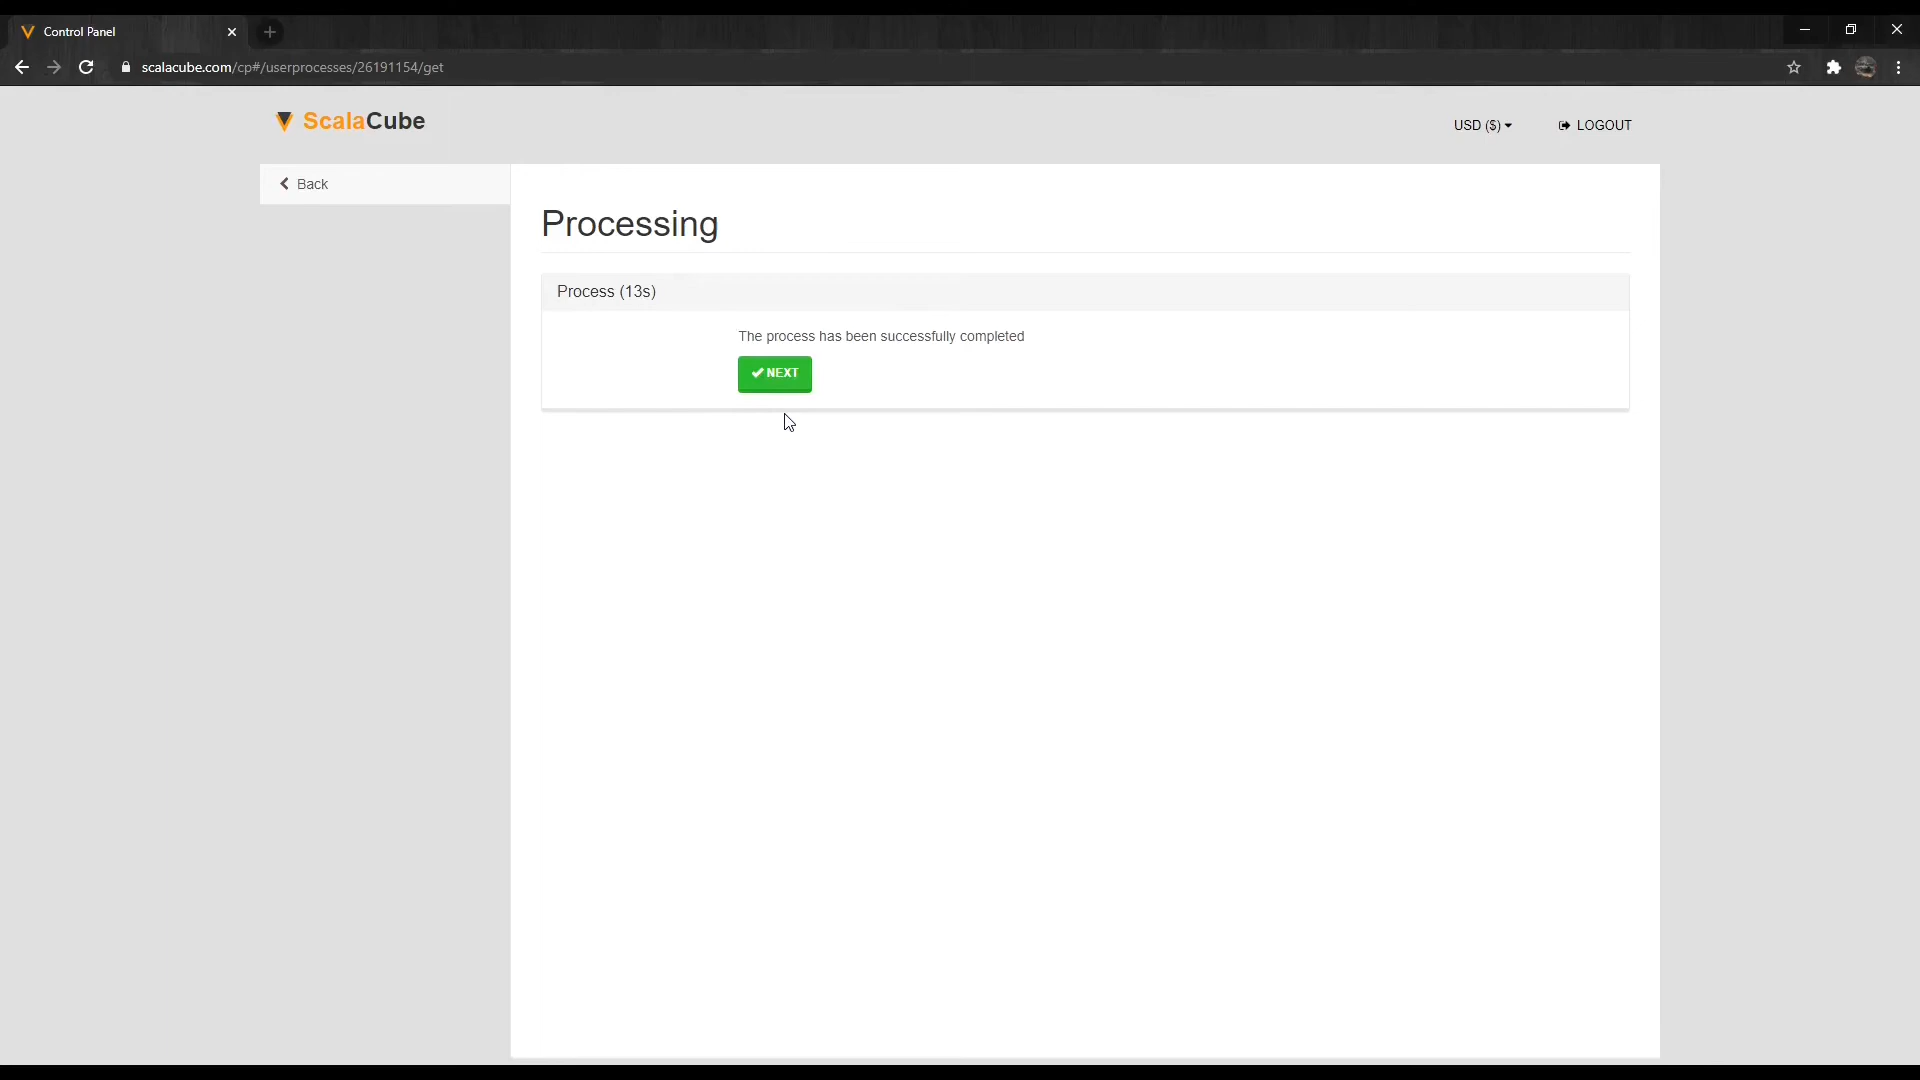 Control Panel
scalacube.com/cp#/userprocesses/26191154/get
ScalaCube
USD ($)
LOGOUT
Back
Processing
Process (13s)
The process has been successfully completed
NEXT